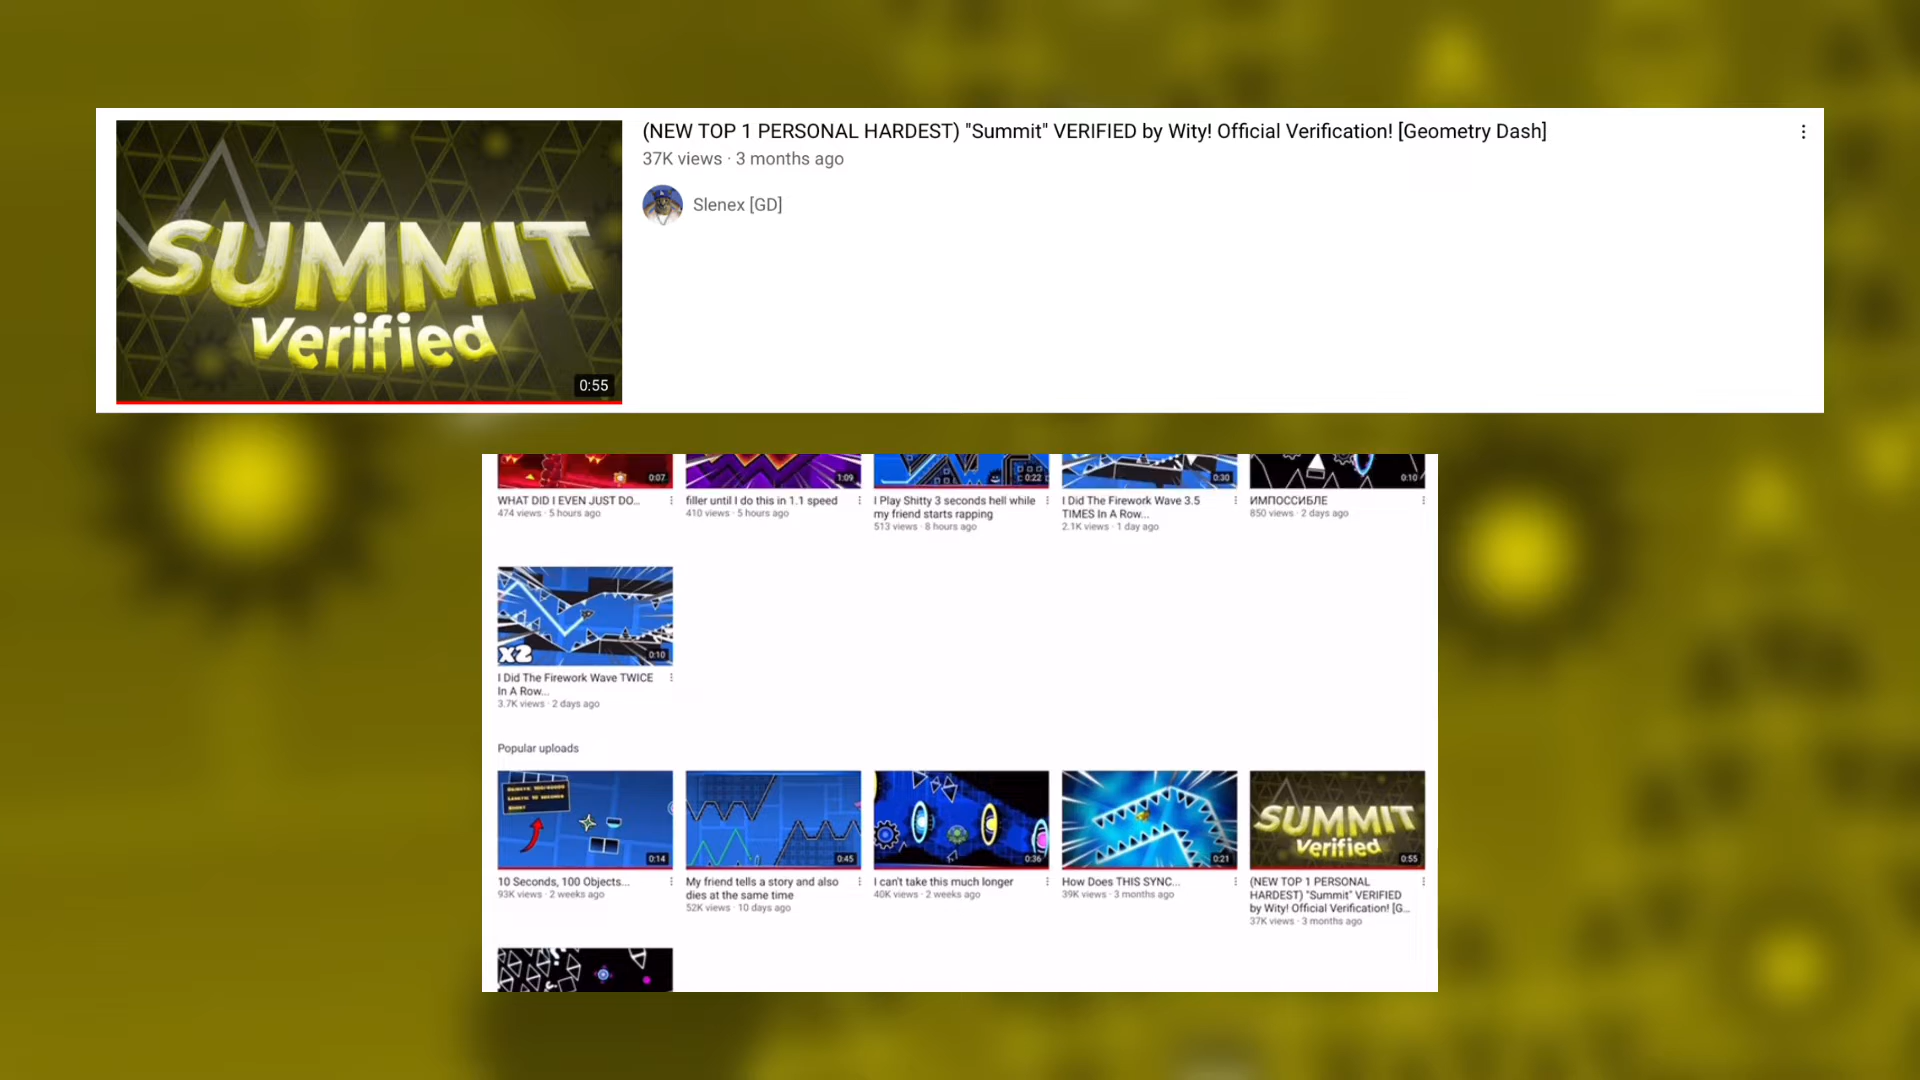 (NEW TOP 1 PERSONAL HARDEST) "Summit" VERIFIED by Wity! Official Verification! [Geometry Dash]
37K views · 3 months ago
Slenex [GD]
SUMMIT
Verified
0:55
0:07
1:09
0:22
0:30
0:10
WHAT DID I EVEN JUST DO...
474 views · 5 hours ago
filler until I do this in 1.1 speed
410 views · 5 hours ago
I Play Shitty 3 seconds hell while
my friend starts rapping
513 views · 8 hours ago
I Did The Firework Wave 3.5
TIMES In A Row...
2.1K views · 1 day ago
ИМПОССИБЛЕ
850 views · 2 days ago
X2
0:10
I Did The Firework Wave TWICE
In A Row...
3.7K views · 2 days ago
Popular uploads
0:14
0:45
0:36
0:21
SUMMIT
Verified
0:55
10 Seconds, 100 Objects...
93K views · 2 weeks ago
My friend tells a story and also
dies at the same time
52K views · 10 days ago
I can't take this much longer
40K views · 2 weeks ago
How Does THIS SYNC...
39K views · 3 months ago
(NEW TOP 1 PERSONAL
HARDEST) "Summit" VERIFIED
by Wity! Official Verification! [G...
37K views · 3 months ago